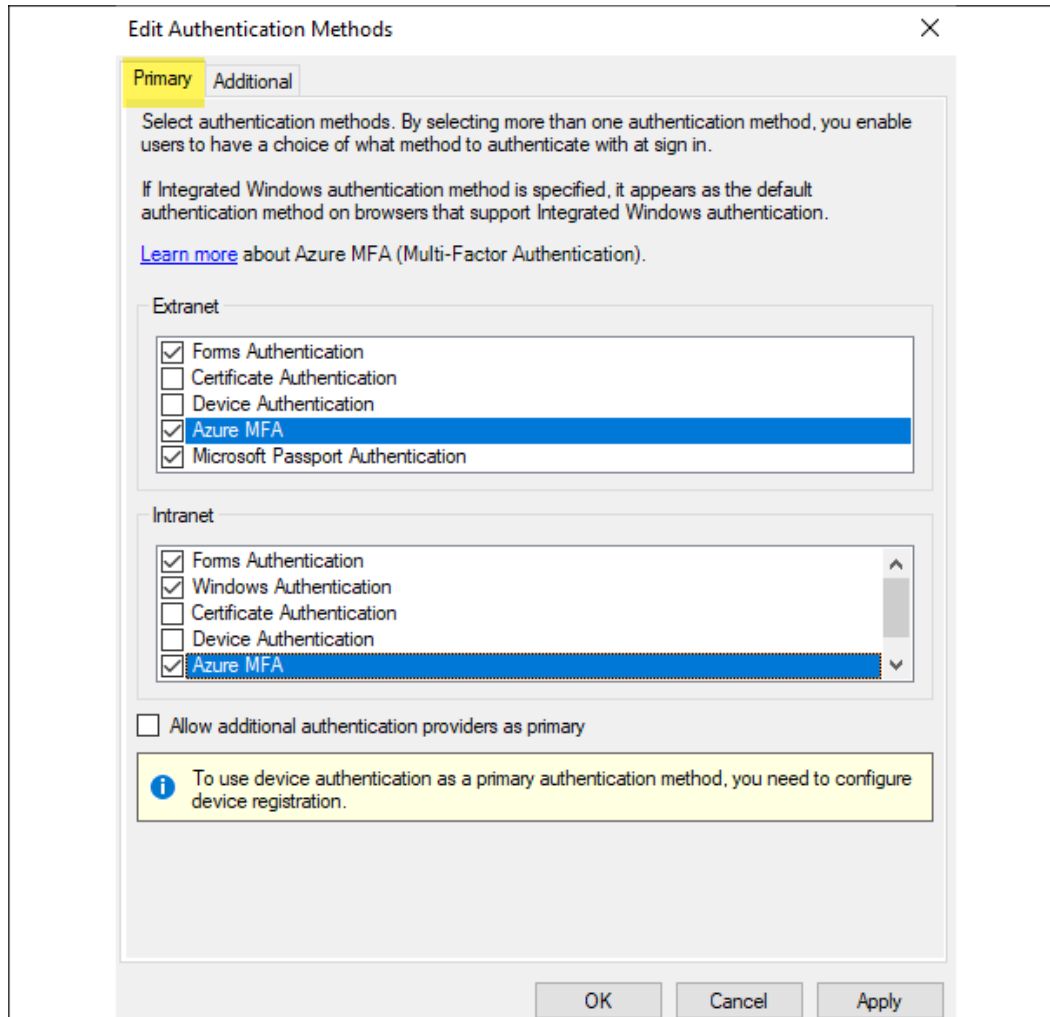 Edit Authentication Methods
Primary
Additional
Select authentication methods. By selecting more than one authentication method, you enable
users to have a choice of what method to authenticate with at sign in.
If Integrated Windows authentication method is specified, it appears as the default
authentication method on browsers that support Integrated Windows authentication.
Learn more about Azure MFA (Multi-Factor Authentication).
Extranet
Forms Authentication
Certificate Authentication
Device Authentication
Azure MFA
Microsoft Passport Authentication
Intranet
Forms Authentication
Windows Authentication
Certificate Authentication
Device Authentication
Azure MFA
Allow additional authentication providers as primary
To use device authentication as a primary authentication method, you need to configure
device registration.
OK
Cancel
Apply